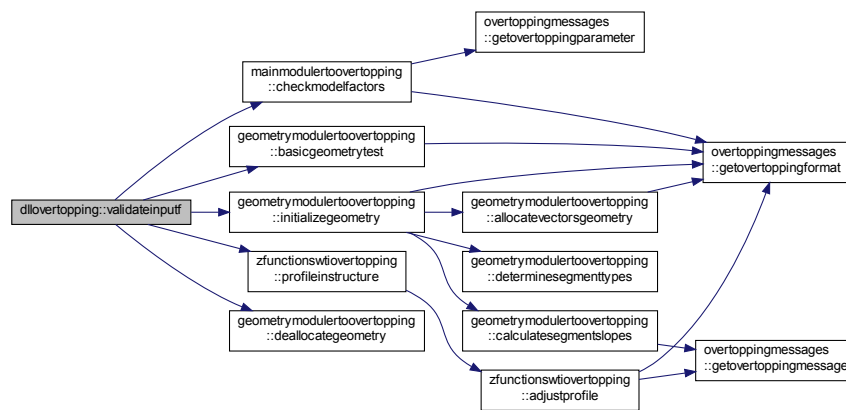 overtoppingmessages
::getovertoppingparameter
mainmodulertoovertopping
::checkmodelfactors
geometrymodulertoovertopping
::basicgeometrytest
overtoppingmessages
::getovertoppingformat
dllovertopping::validateinputf
geometrymodulertoovertopping
::initializegeometry
geometrymodulertoovertopping
::allocatevectorsgeometry
zfunctionswtiovertopping
::profileinstructure
geometrymodulertoovertopping
::determinesegmenttypes
geometrymodulertoovertopping
::deallocategeometry
geometrymodulertoovertopping
::calculatesegmentslopes
overtoppingmessages
::getovertoppingmessage
zfunctionswtiovertopping
::adjustprofile